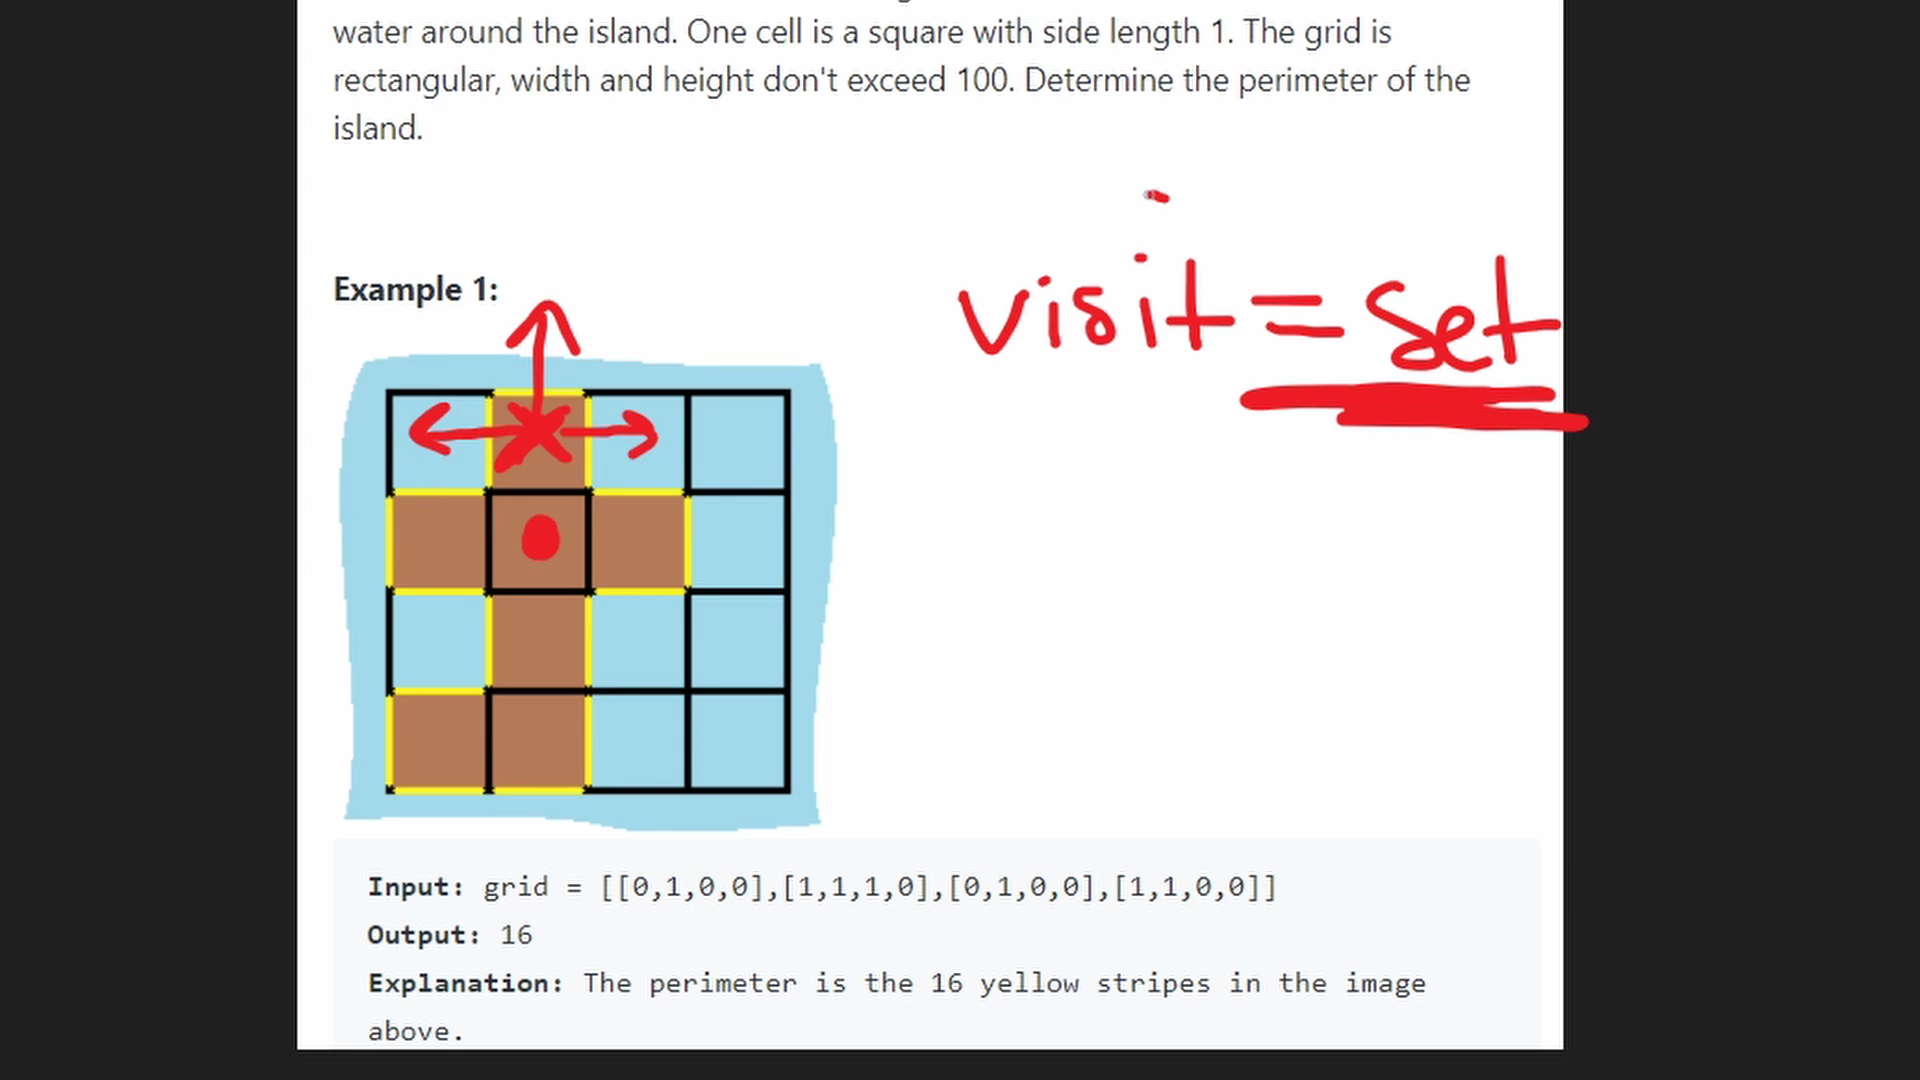 water around the island. One cell is a square with side length 1. The grid is
rectangular, width and height don't exceed 100. Determine the perimeter of the
island.
Example 1:
visit = set
Input: grid = [[0,1,0,0],[1,1,1,0],[0,1,0,0],[1,1,0,0]]
Output: 16
Explanation: The perimeter is the 16 yellow stripes in the image
above.